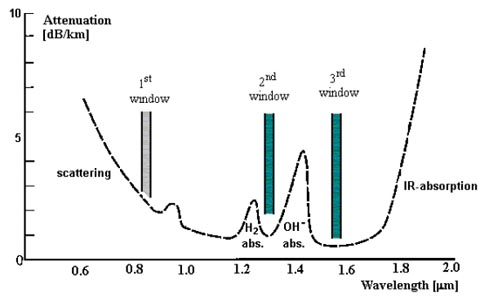 10
Attenuation
[dB/km]
1st
window
2nd
window
3rd
window
5
scattering
IR-absorption
H2
abs.
OH-
abs.
0
0.6 0.8 1.0 1.2 1.4 1.6 1.8 2.0
Wavelength [μm]